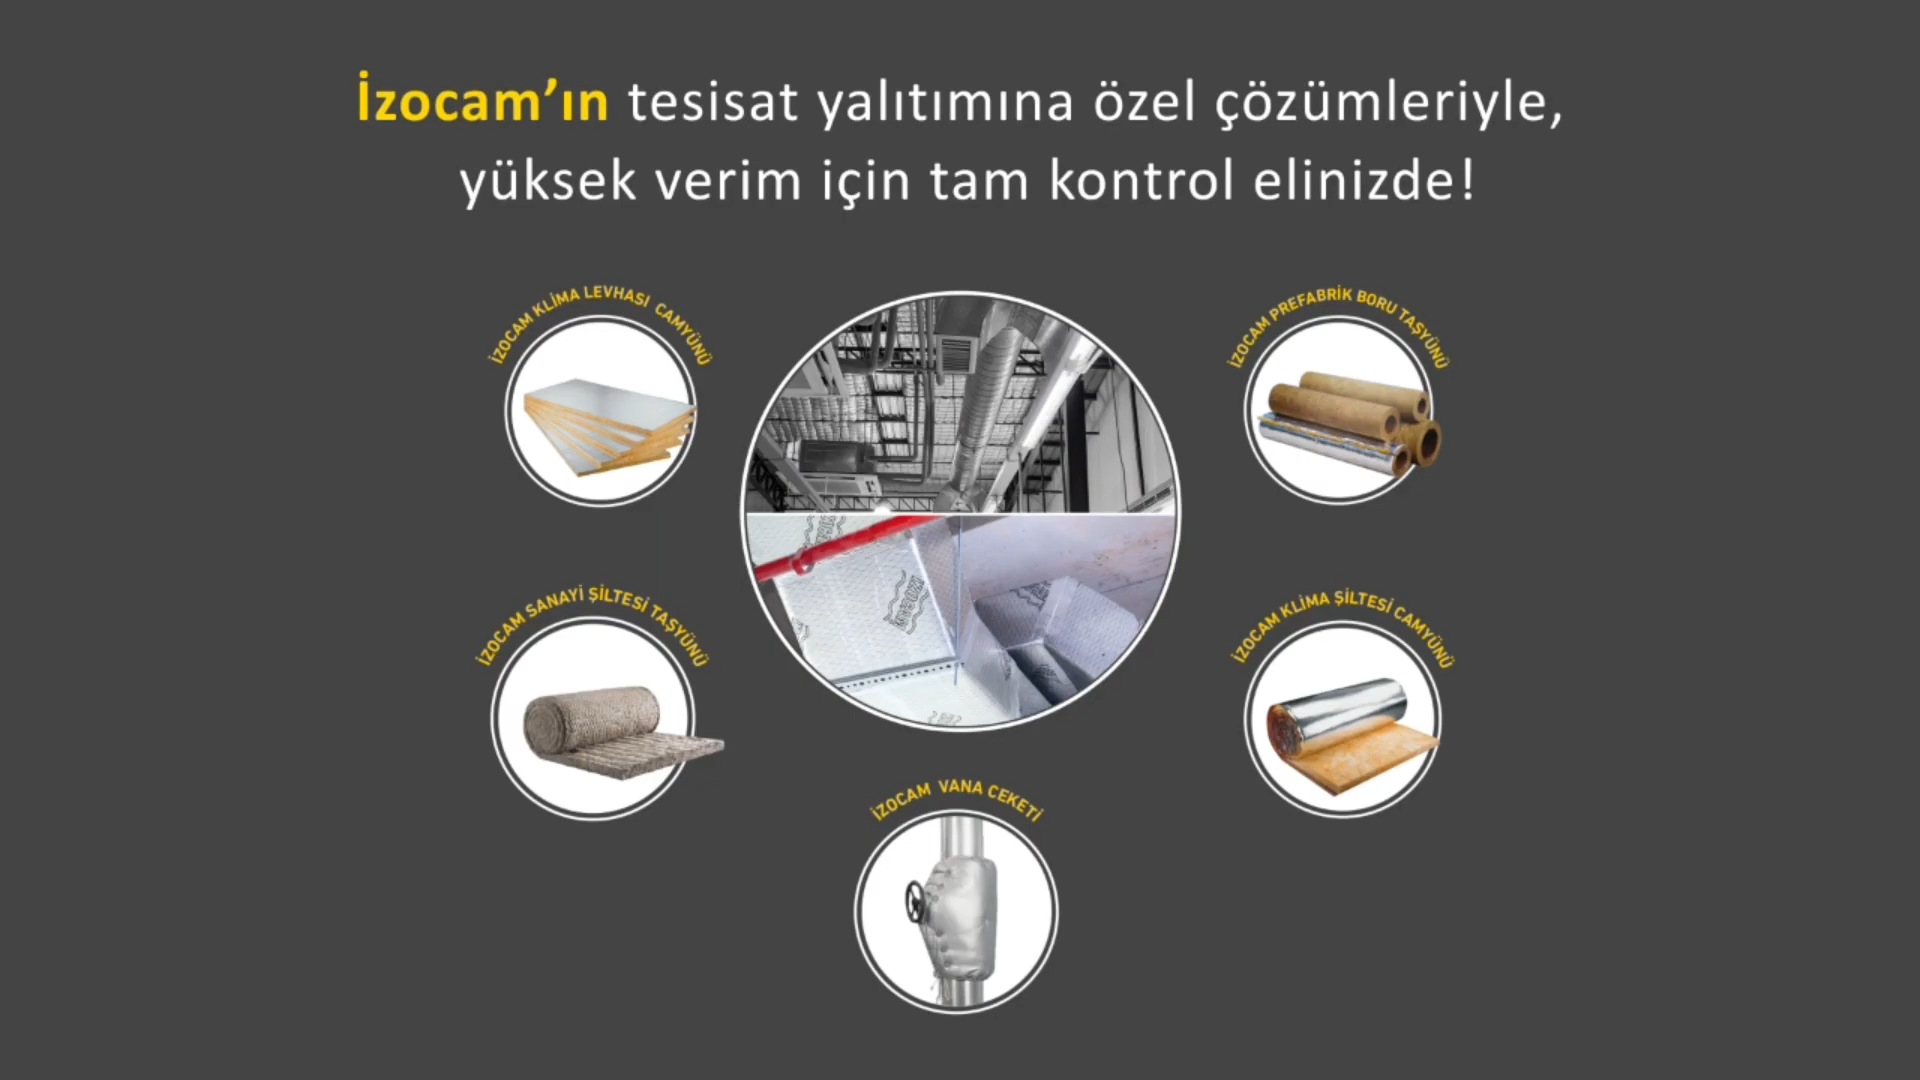 İzocam’ın tesisat yalıtımına özel çözümleriyle,
yüksek verim için tam kontrol elinizde!
İZOCAM KLİMA LEVHASI CAMYÜNÜ
İZOCAM PREFABRİK BORU TAŞYÜNÜ
İZOCAM
İZOCAM SANAYİ ŞİLTESİ TAŞYÜNÜ
İZOCAM KLİMA ŞİLTESİ CAMYÜNÜ
İZOCAM VANA CEKETİ